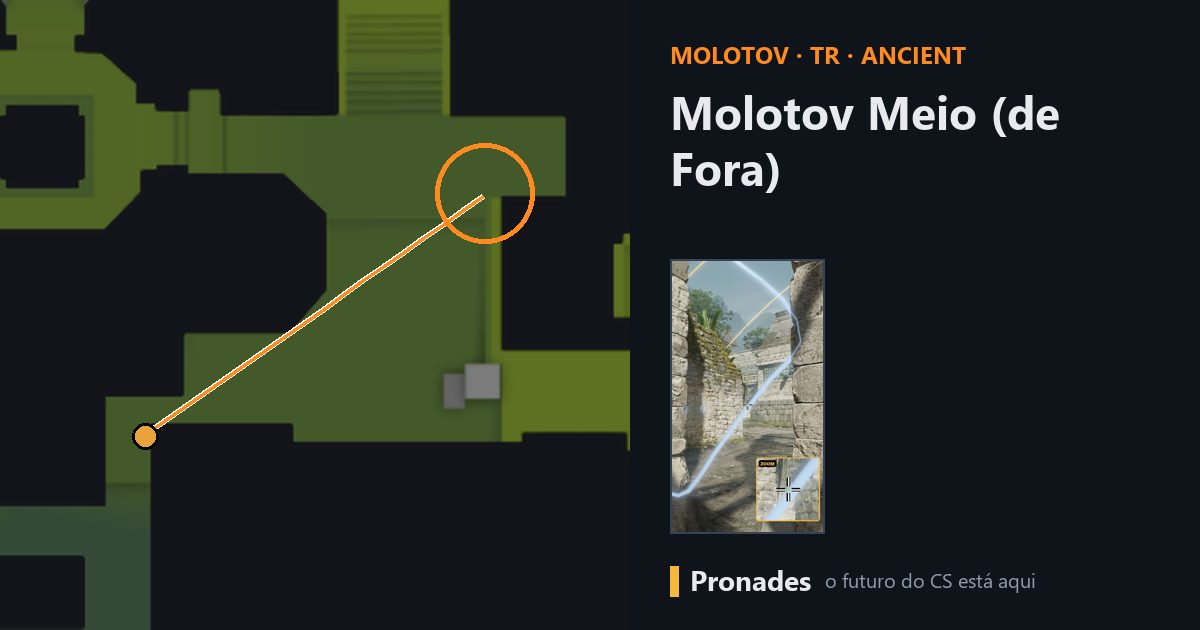 MOLOTOV · TR · ANCIENT
Molotov Meio (de
Fora)
ZOOM
Pronades o futuro do CS está aqui